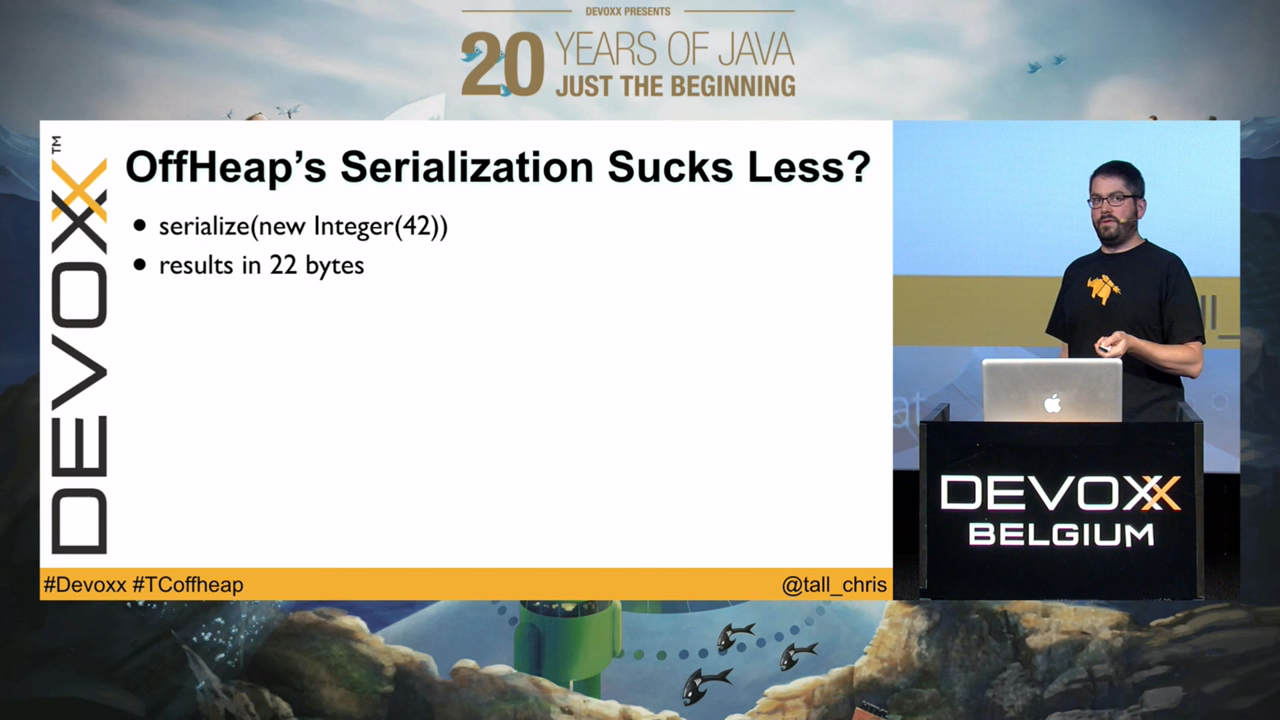 DEVOXX PRESENTS
20 YEARS OF JAVA
JUST THE BEGINNING
DEVOXX™
OffHeap's Serialization Sucks Less?
• serialize(new Integer(42))
• results in 22 bytes
#Devoxx #TCoffheap
@tall_chris
DEVOXX
BELGIUM